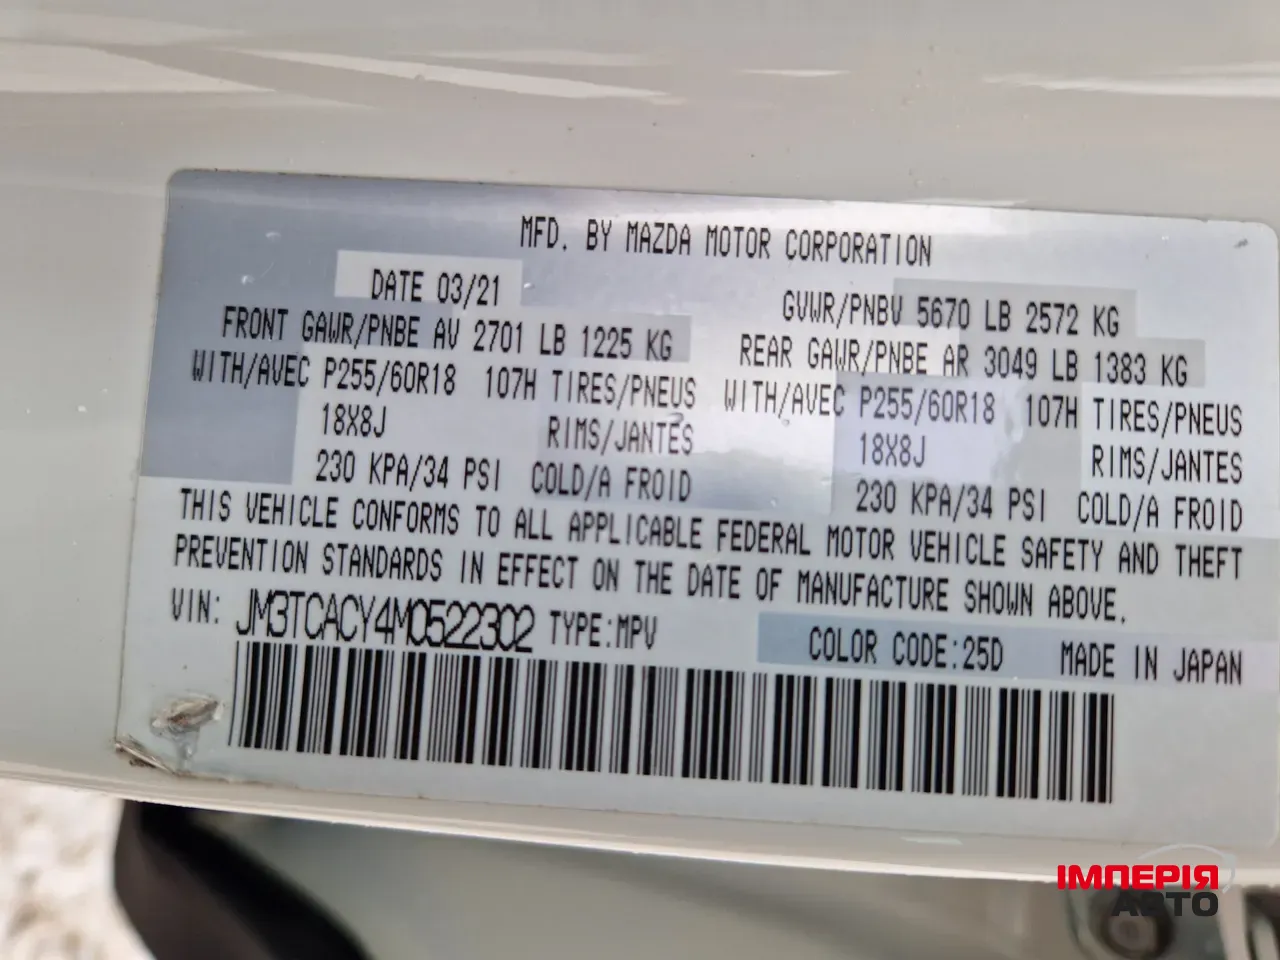 MFD. BY MAZDA MOTOR CORPORATION
DATE 03/21 GVWR/PNBV 5670 LB 2572 KG
FRONT GAWR/PNBE AV 2701 LB 1225 KG REAR GAWR/PNBE AR 3049 LB 1383 KG
WITH/AVEC P255/60R18 107H TIRES/PNEUS WITH/AVEC P255/60R18 107H TIRES/PNEUS
18X8J RIMS/JANTES 18X8J RIMS/JANTES
230 KPA/34 PSI COLD/A FROID 230 KPA/34 PSI COLD/A FROID
THIS VEHICLE CONFORMS TO ALL APPLICABLE FEDERAL MOTOR VEHICLE SAFETY AND THEFT
PREVENTION STANDARDS IN EFFECT ON THE DATE OF MANUFACTURE SHOWN ABOVE.
VIN: JM3TCACY4M0522302 TYPE:MPV COLOR CODE:25D MADE IN JAPAN
ІМПЕРІЯ
АВТО